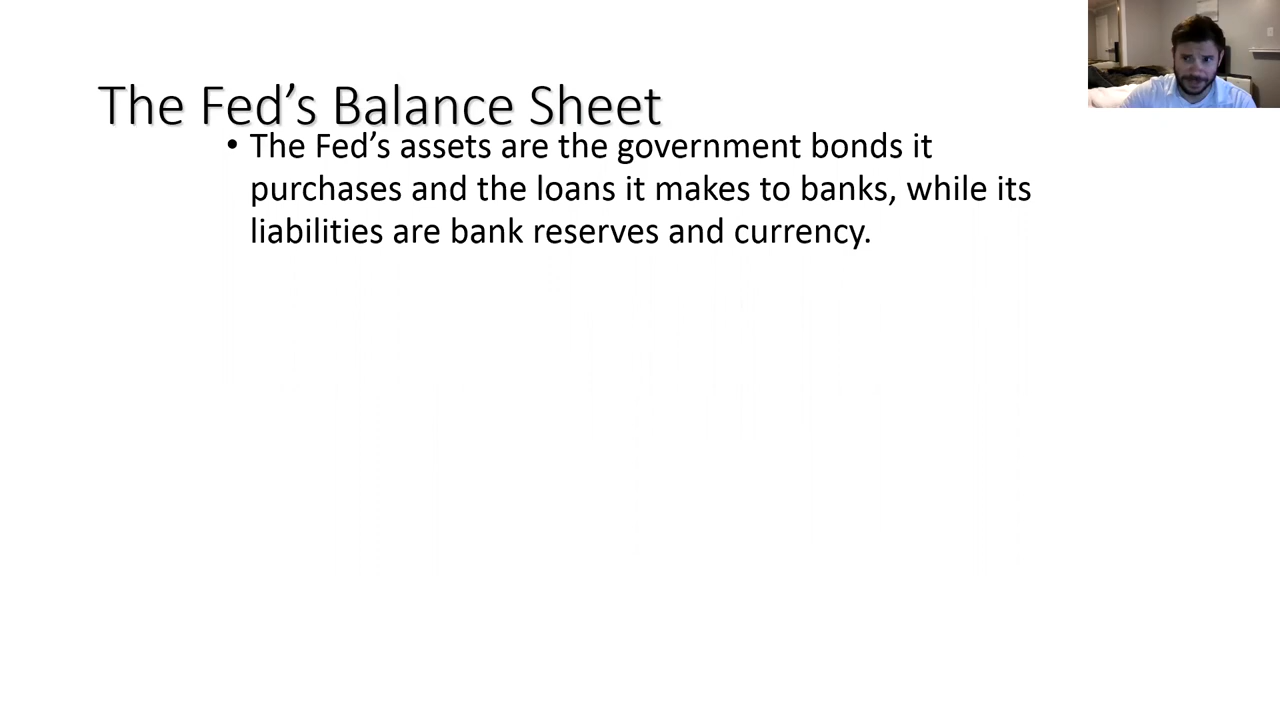 The Fed’s Balance Sheet
• The Fed’s assets are the government bonds it
purchases and the loans it makes to banks, while its
liabilities are bank reserves and currency.